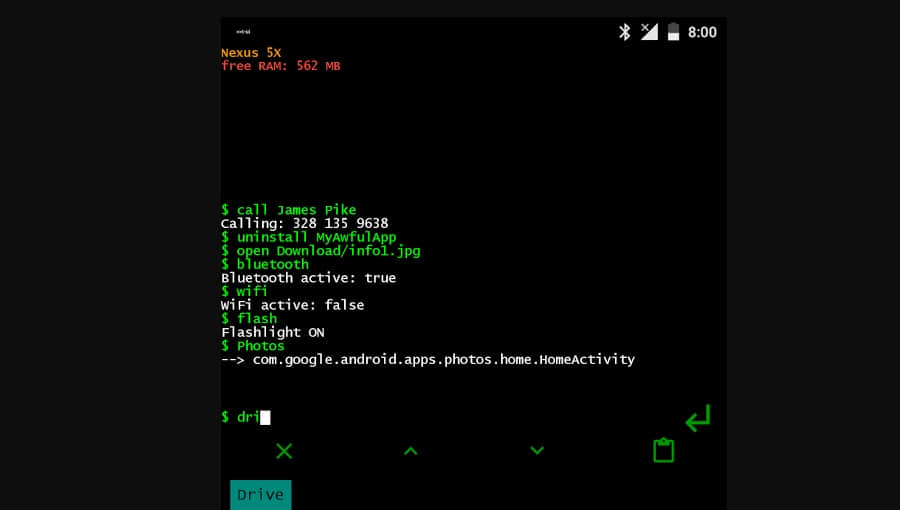 8:00
Nexus 5X
free RAM: 562 MB
$ call James Pike
Calling: 328 135 9638
$ uninstall MyAwfulApp
$ open Download/info1.jpg
$ bluetooth
Bluetooth active: true
$ wifi
WiFi active: false
$ flash
Flashlight ON
$ Photos
--> com.google.android.apps.photos.home.HomeActivity
$ dri
Drive